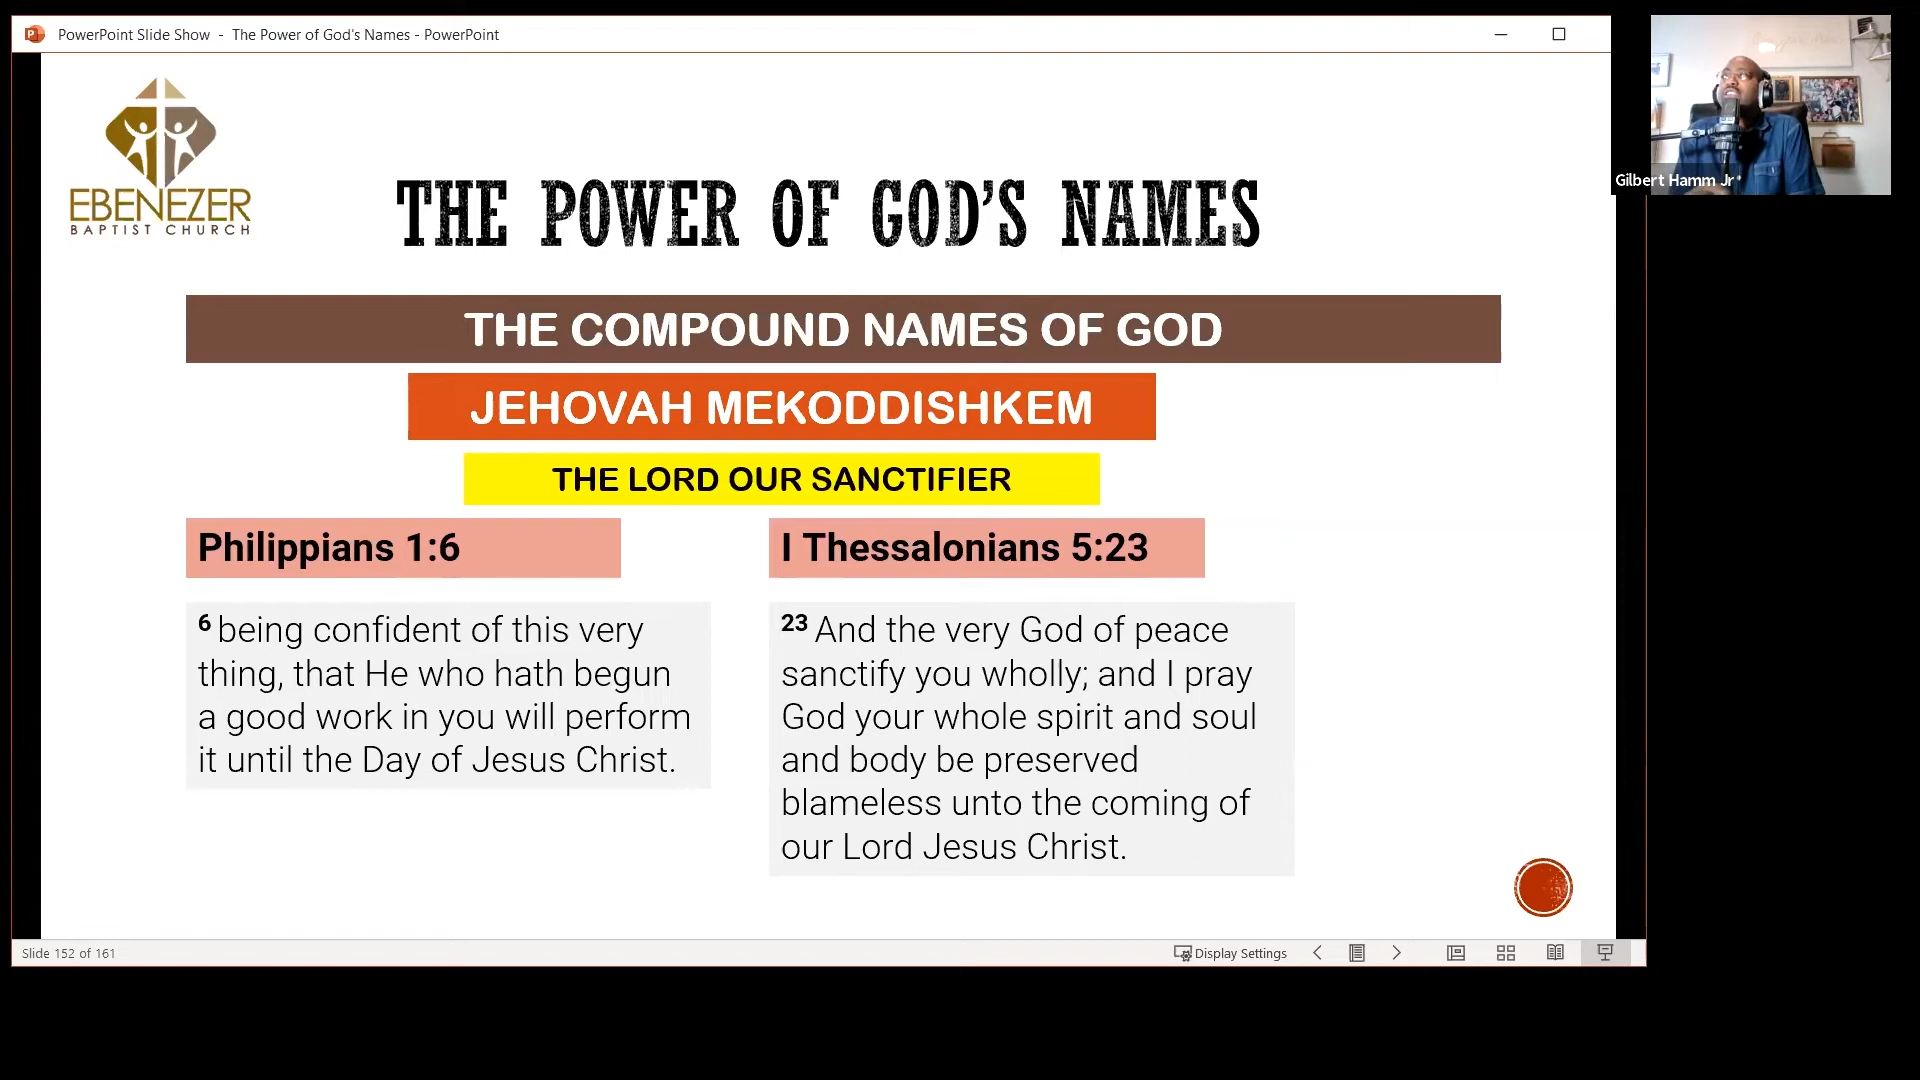 PowerPoint Slide Show - The Power of God's Names - PowerPoint
EBENEZER
BAPTIST CHURCH
THE POWER OF GOD'S NAMES
THE COMPOUND NAMES OF GOD
JEHOVAH MEKODDISHKEM
THE LORD OUR SANCTIFIER
Philippians 1:6
6 being confident of this very
thing, that He who hath begun
a good work in you will perform
it until the Day of Jesus Christ.
I Thessalonians 5:23
23 And the very God of peace
sanctify you wholly; and I pray
God your whole spirit and soul
and body be preserved
blameless unto the coming of
our Lord Jesus Christ.
Gilbert Hamm Jr
Slide 152 of 161
Display Settings